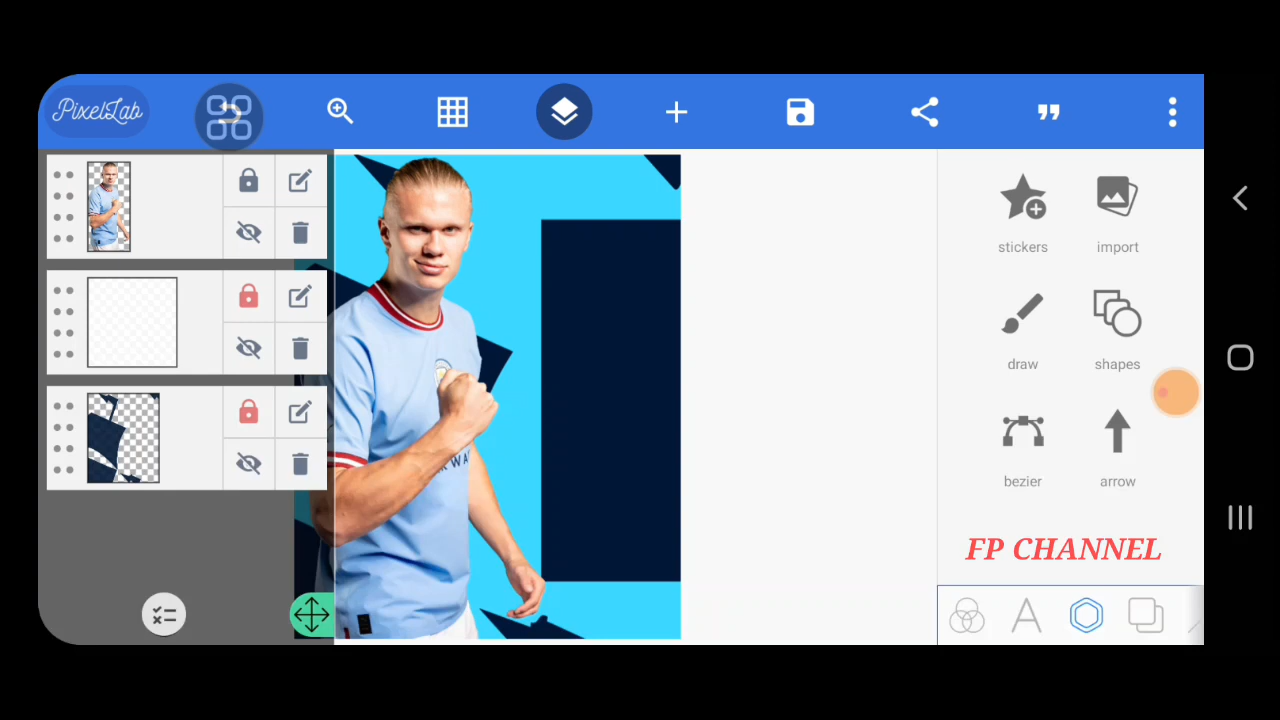 PixelLab
stickers
import
draw
shapes
bezier
arrow
FP CHANNEL